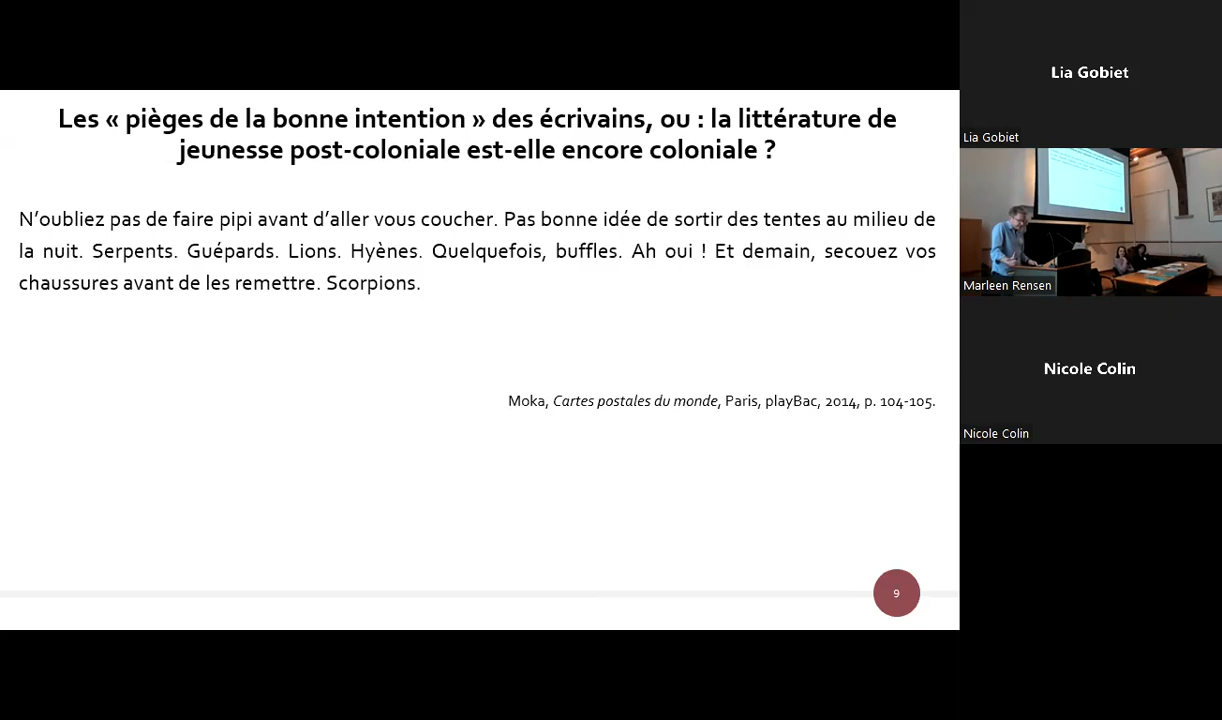 Les « pièges de la bonne intention » des écrivains, ou : la littérature de
jeunesse post-coloniale est-elle encore coloniale ?
N’oubliez pas de faire pipi avant d’aller vous coucher. Pas bonne idée de sortir des tentes au milieu de
la nuit. Serpents. Guépards. Lions. Hyènes. Quelquefois, buffles. Ah oui ! Et demain, secouez vos
chaussures avant de les remettre. Scorpions.
Moka, Cartes postales du monde, Paris, playBac, 2014, p. 104-105.
9
Lia Gobiet
Lia Gobiet
Marleen Rensen
Nicole Colin
Nicole Colin